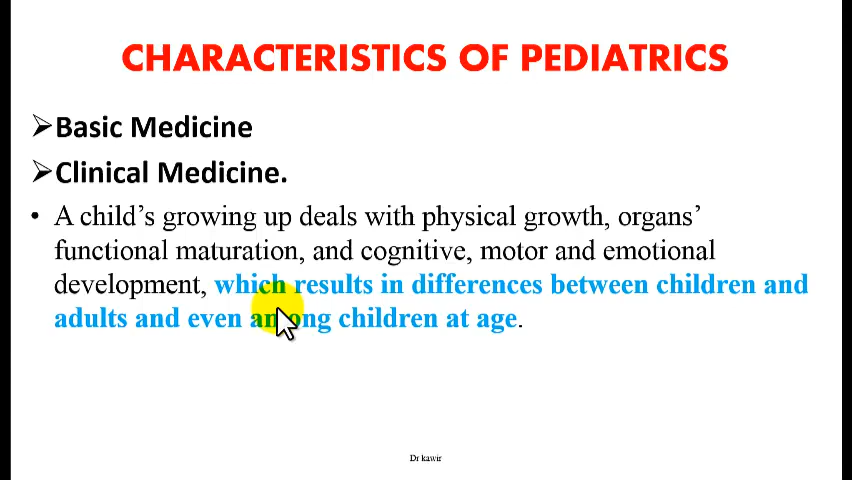 CHARACTERISTICS OF PEDIATRICS
➢Basic Medicine
➢Clinical Medicine.
• A child's growing up deals with physical growth, organs'
functional maturation, and cognitive, motor and emotional
development, which results in differences between children and
adults and even among children at age.
Dr kawir